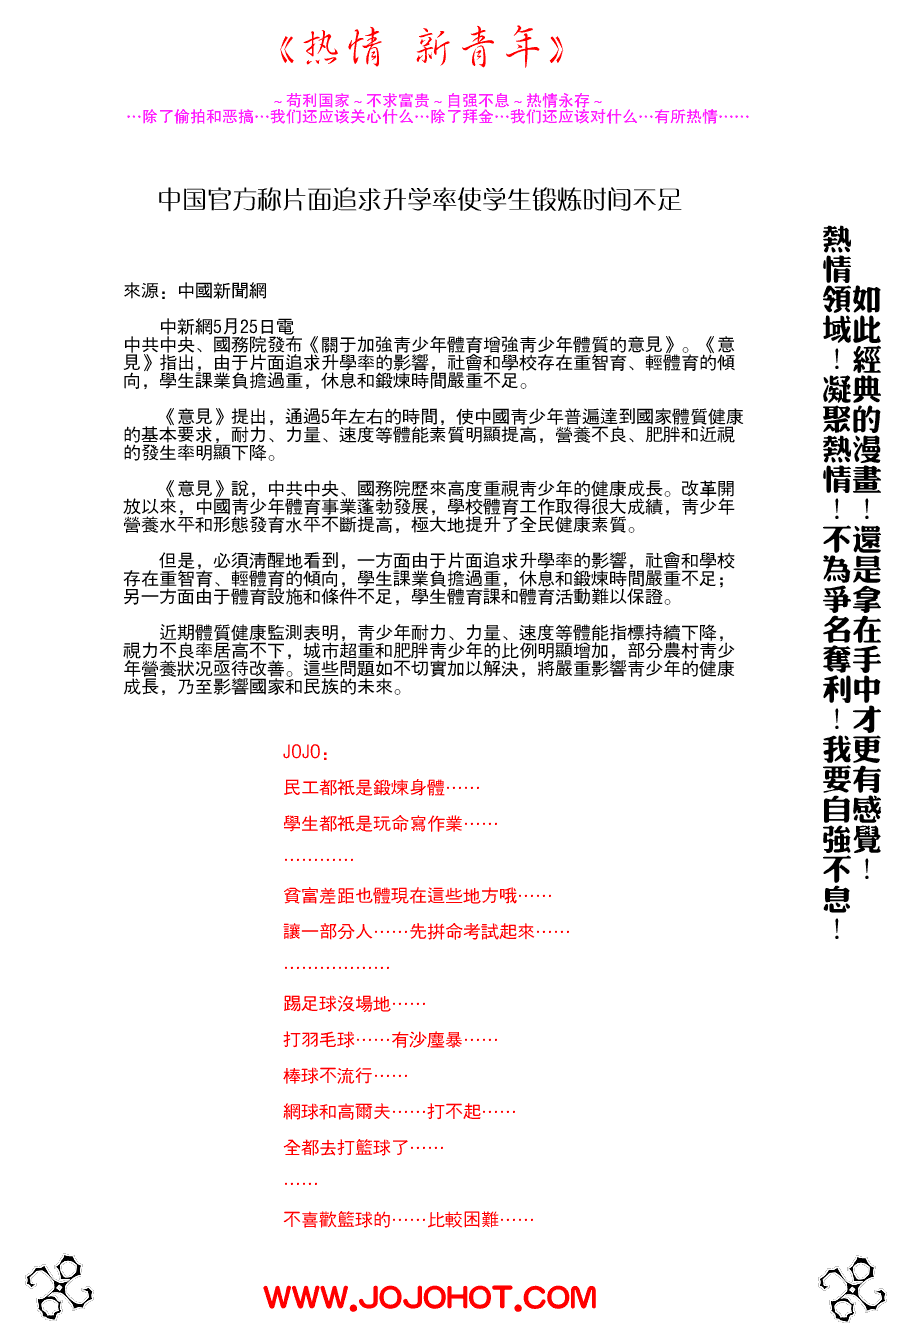 《热情 新青年》
～苟利国家～不求富贵～自强不息～热情永存～
…除了偷拍和恶搞…我们还应该关心什么…除了拜金…我们还应该对什么…有所热情……
中国官方称片面追求升学率使学生锻炼时间不足
來源：中國新聞網
中新網5月25日電
中共中央、國務院發布《關于加強靑少年體育增強靑少年體質的意見》。《意
見》指出，由于片面追求升學率的影響，社會和學校存在重智育、輕體育的傾
向，學生課業負擔過重，休息和鍛煉時間嚴重不足。
《意見》提出，通過5年左右的時間，使中國靑少年普遍達到國家體質健康
的基本要求，耐力、力量、速度等體能素質明顯提高，營養不良、肥胖和近視
的發生率明顯下降。
《意見》說，中共中央、國務院歷來高度重視靑少年的健康成長。改革開
放以來，中國靑少年體育事業蓬勃發展，學校體育工作取得很大成績，靑少年
營養水平和形態發育水平不斷提高，極大地提升了全民健康素質。
但是，必須淸醒地看到，一方面由于片面追求升學率的影響，社會和學校
存在重智育、輕體育的傾向，學生課業負擔過重，休息和鍛煉時間嚴重不足；
另一方面由于體育設施和條件不足，學生體育課和體育活動難以保證。
近期體質健康監測表明，靑少年耐力、力量、速度等體能指標持續下降，
視力不良率居高不下，城市超重和肥胖靑少年的比例明顯增加，部分農村靑少
年營養狀況亟待改善。這些問題如不切實加以解決，將嚴重影響靑少年的健康
成長，乃至影響國家和民族的未來。
JOJO：
民工都衹是鍛煉身體……
學生都衹是玩命寫作業……
…………
貧富差距也體現在這些地方哦……
讓一部分人……先拼命考試起來……
………………
踢足球沒場地……
打羽毛球……有沙塵暴……
棒球不流行……
網球和高爾夫……打不起……
全都去打籃球了……
……
不喜歡籃球的……比較困難……
如此經典的漫畫！還是拿在手中才更有感覺！
熱情領域！凝聚熱情！不為爭名奪利！我要自強不息！
WWW.JOJOHOT.COM